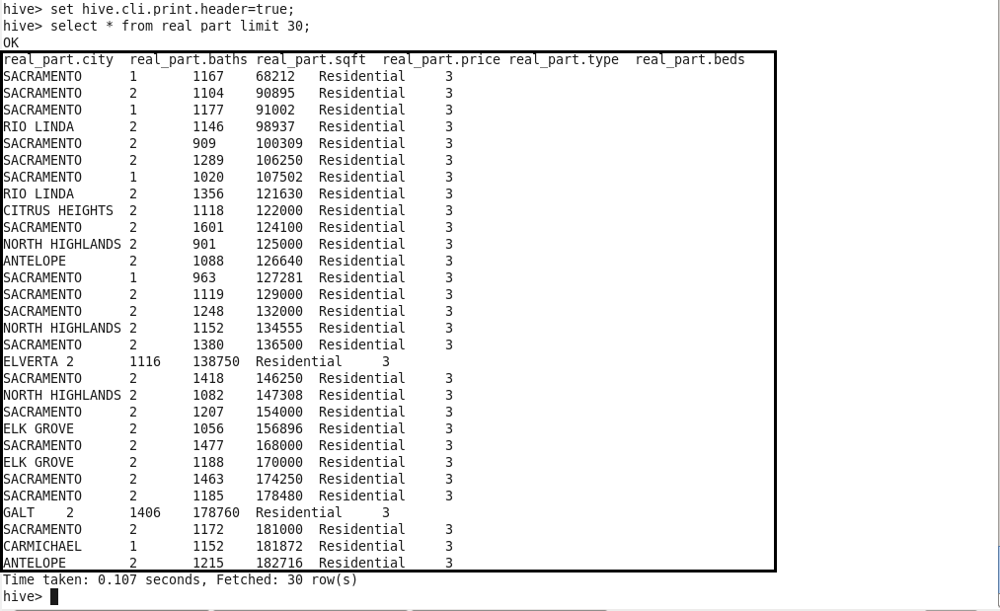 hive> set hive.cli.print.header=true;
hive> select * from real part limit 30;
OK
real_part.city real_part.baths real_part.sqft real_part.price real_part.type real_part.beds
SACRAMENTO 1 1167 68212 Residential 3
SACRAMENTO 2 1104 90895 Residential 3
SACRAMENTO 1 1177 91002 Residential 3
RIO LINDA 2 1146 98937 Residential 3
SACRAMENTO 2 909 100309 Residential 3
SACRAMENTO 2 1289 106250 Residential 3
SACRAMENTO 1 1020 107502 Residential 3
RIO LINDA 2 1356 121630 Residential 3
CITRUS HEIGHTS 2 1118 122000 Residential 3
SACRAMENTO 2 1601 124100 Residential 3
NORTH HIGHLANDS 2 901 125000 Residential 3
ANTELOPE 2 1088 126640 Residential 3
SACRAMENTO 1 963 127281 Residential 3
SACRAMENTO 2 1119 129000 Residential 3
SACRAMENTO 2 1248 132000 Residential 3
NORTH HIGHLANDS 2 1152 134555 Residential 3
SACRAMENTO 2 1380 136500 Residential 3
ELVERTA 2 1116 138750 Residential 3
SACRAMENTO 2 1418 146250 Residential 3
NORTH HIGHLANDS 2 1082 147308 Residential 3
SACRAMENTO 2 1207 154000 Residential 3
ELK GROVE 2 1056 156896 Residential 3
SACRAMENTO 2 1477 168000 Residential 3
ELK GROVE 2 1188 170000 Residential 3
SACRAMENTO 2 1463 174250 Residential 3
SACRAMENTO 2 1185 178480 Residential 3
GALT 2 1406 178760 Residential 3
SACRAMENTO 2 1172 181000 Residential 3
CARMICHAEL 1 1152 181872 Residential 3
ANTELOPE 2 1215 182716 Residential 3
Time taken: 0.107 seconds, Fetched: 30 row(s)
hive>